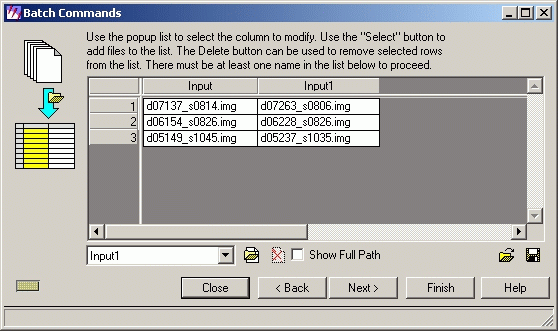 Batch Commands
Use the popup list to select the column to modify. Use the "Select" button to
add files to the list. The Delete button can be used to remove selected rows
from the list. There must be at least one name in the list below to proceed.
Input Input1
1 d07137_s0814.img d07263_s0806.img
2 d06154_s0826.img d06228_s0826.img
3 d05149_s1045.img d05237_s1035.img
Input1 Show Full Path
Close < Back Next > Finish Help